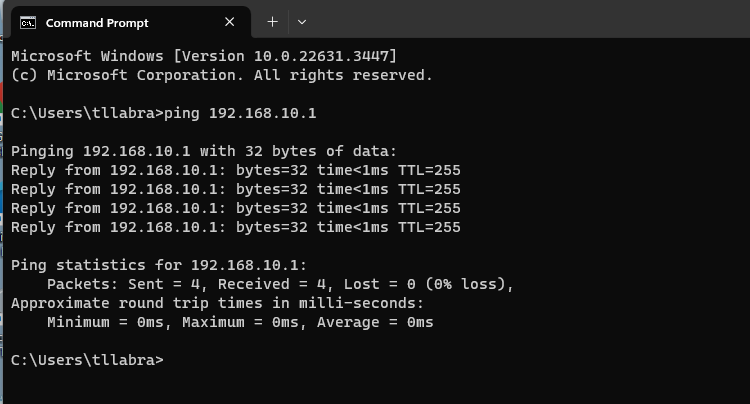 Command Prompt
Microsoft Windows [Version 10.0.22631.3447]
(c) Microsoft Corporation. All rights reserved.
C:\Users\tllabra>ping 192.168.10.1
Pinging 192.168.10.1 with 32 bytes of data:
Reply from 192.168.10.1: bytes=32 time<1ms TTL=255
Reply from 192.168.10.1: bytes=32 time<1ms TTL=255
Reply from 192.168.10.1: bytes=32 time<1ms TTL=255
Reply from 192.168.10.1: bytes=32 time<1ms TTL=255
Ping statistics for 192.168.10.1:
    Packets: Sent = 4, Received = 4, Lost = 0 (0% loss),
Approximate round trip times in milli-seconds:
    Minimum = 0ms, Maximum = 0ms, Average = 0ms
C:\Users\tllabra>